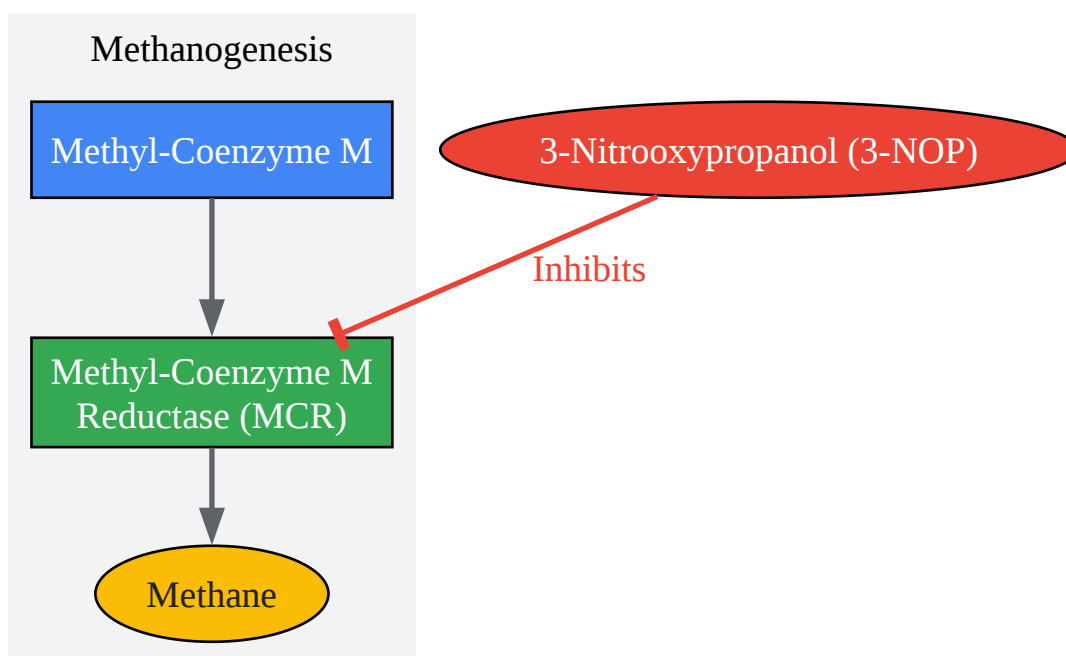 Methanogenesis
Methyl-Coenzyme M
3-Nitrooxypropanol (3-NOP)
Inhibits
Methyl-Coenzyme M
Reductase (MCR)
Methane